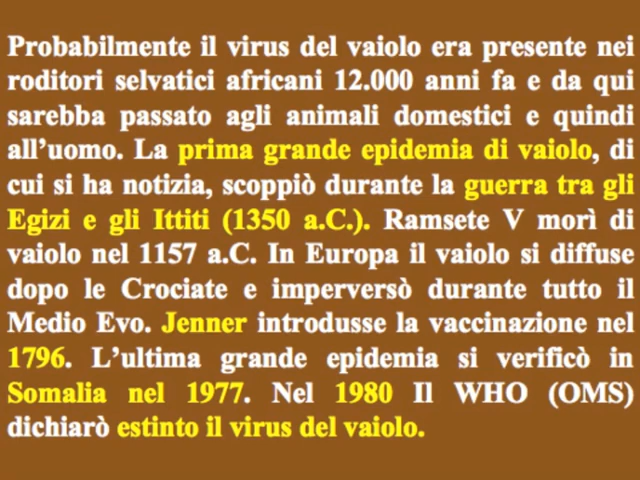 Probabilmente il virus del vaiolo era presente nei
roditori selvatici africani 12.000 anni fa e da qui
sarebba passato agli animali domestici e quindi
all’uomo. La prima grande epidemia di vaiolo, di
cui si ha notizia, scoppiò durante la guerra tra gli
Egizi e gli Ittiti (1350 a.C.). Ramsete V morì di
vaiolo nel 1157 a.C. In Europa il vaiolo si diffuse
dopo le Crociate e imperversò durante tutto il
Medio Evo. Jenner introdusse la vaccinazione nel
1796. L’ultima grande epidemia si verificò in
Somalia nel 1977. Nel 1980 Il WHO (OMS)
dichiarò estinto il virus del vaiolo.